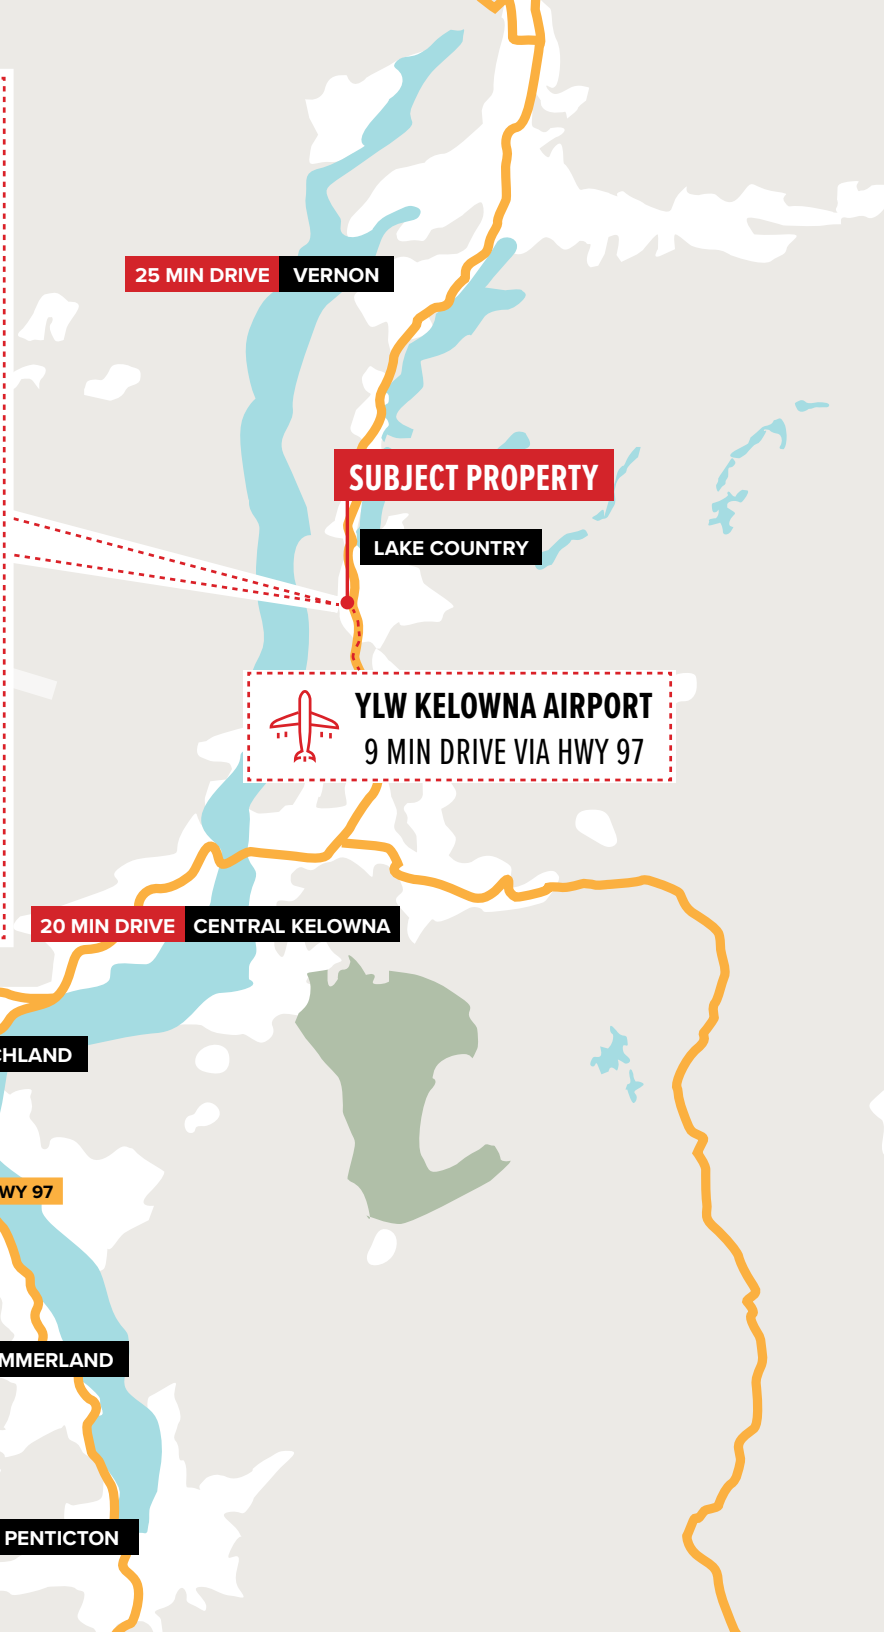 25 MIN DRIVE VERNON
SUBJECT PROPERTY
LAKE COUNTRY
YLW KELOWNA AIRPORT
9 MIN DRIVE VIA HWY 97
20 MIN DRIVE CENTRAL KELOWNA
CHLAND
WY 97
MMERLAND
PENTICTON